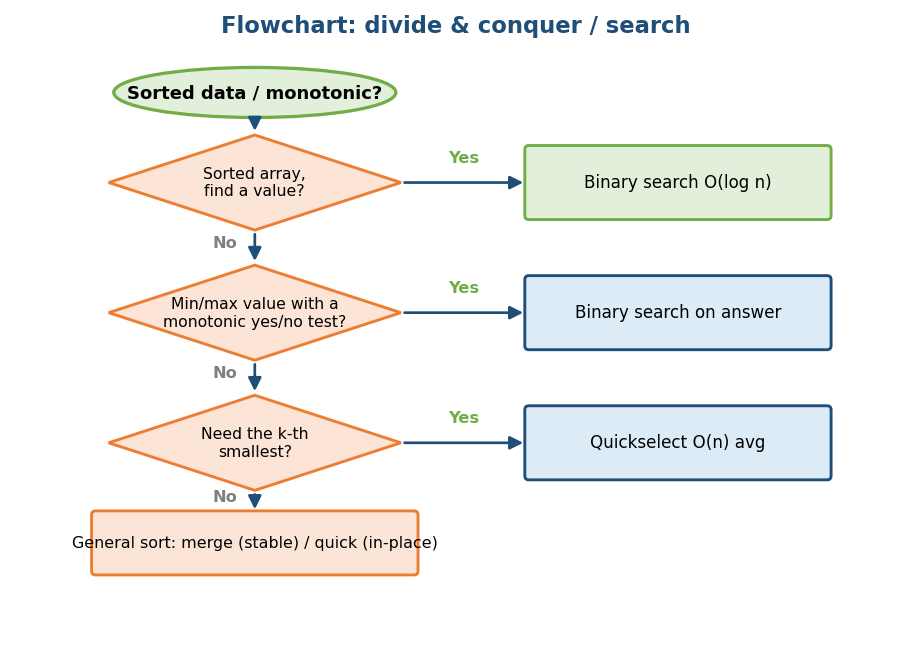 Flowchart: divide & conquer / search
Sorted data / monotonic?
Sorted array,
find a value?
Yes
Binary search O(log n)
No
Min/max value with a
monotonic yes/no test?
Yes
Binary search on answer
No
Need the k-th
smallest?
Yes
Quickselect O(n) avg
No
General sort: merge (stable) / quick (in-place)